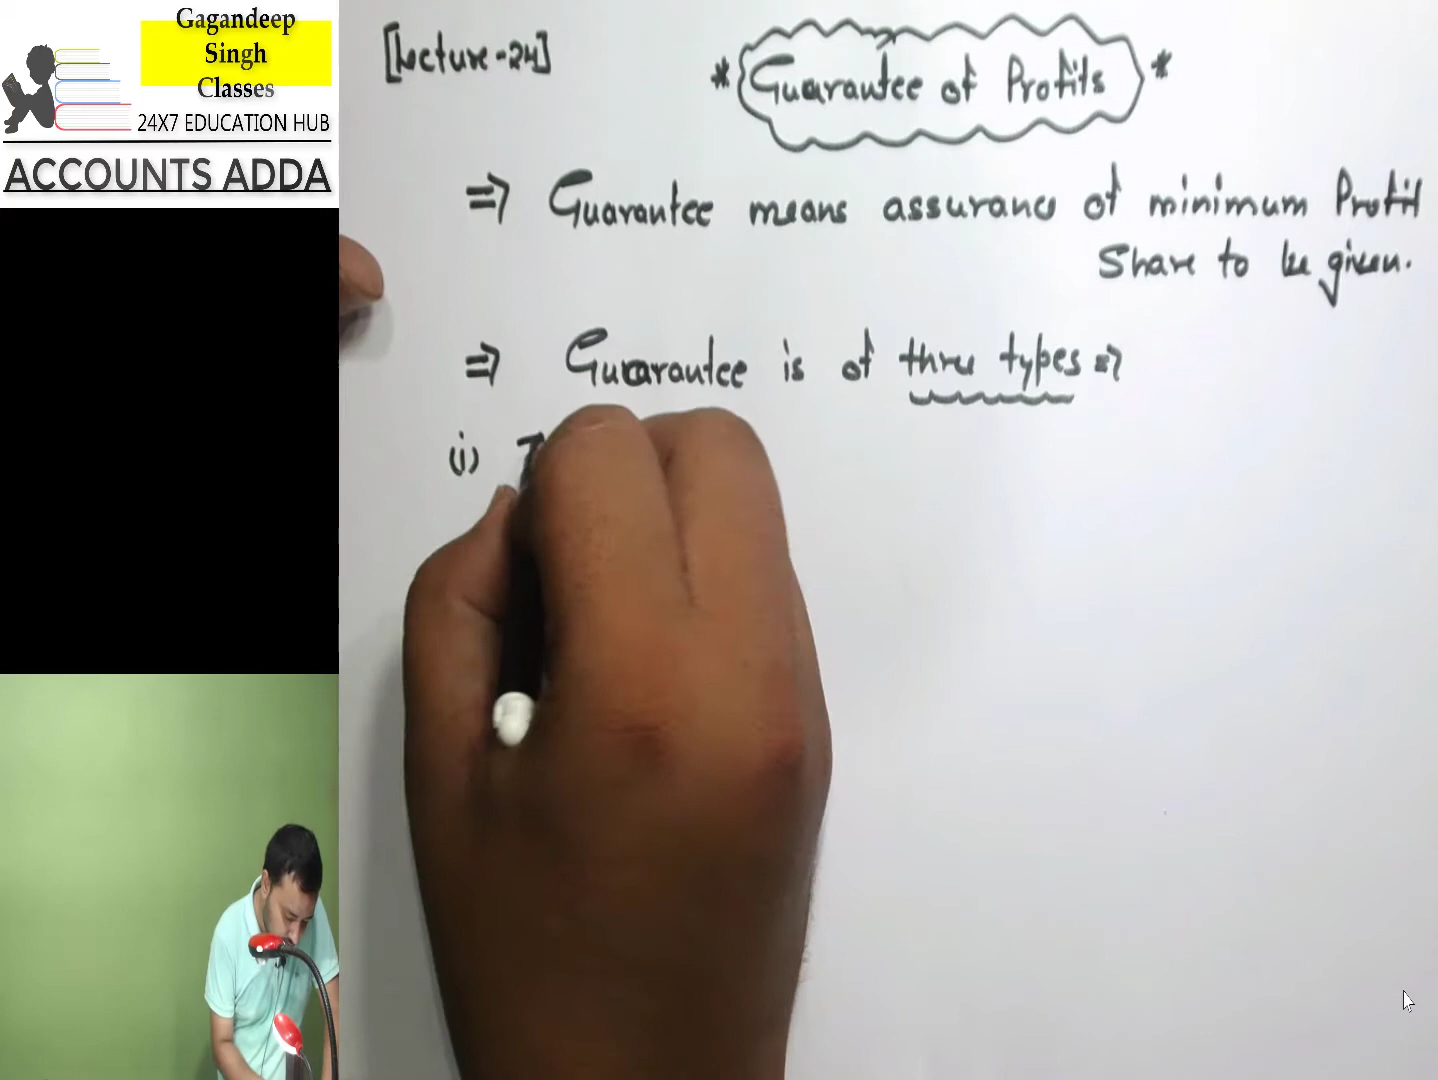 Gagandeep
Singh
Classes
24X7 EDUCATION HUB
ACCOUNTS ADDA
[Lecture-24]
* Guarantee of Profits *
⇒ Guarantee means assurance of minimum Profit
Share to be given.
⇒ Guarantee is of three types ⇒
(i)